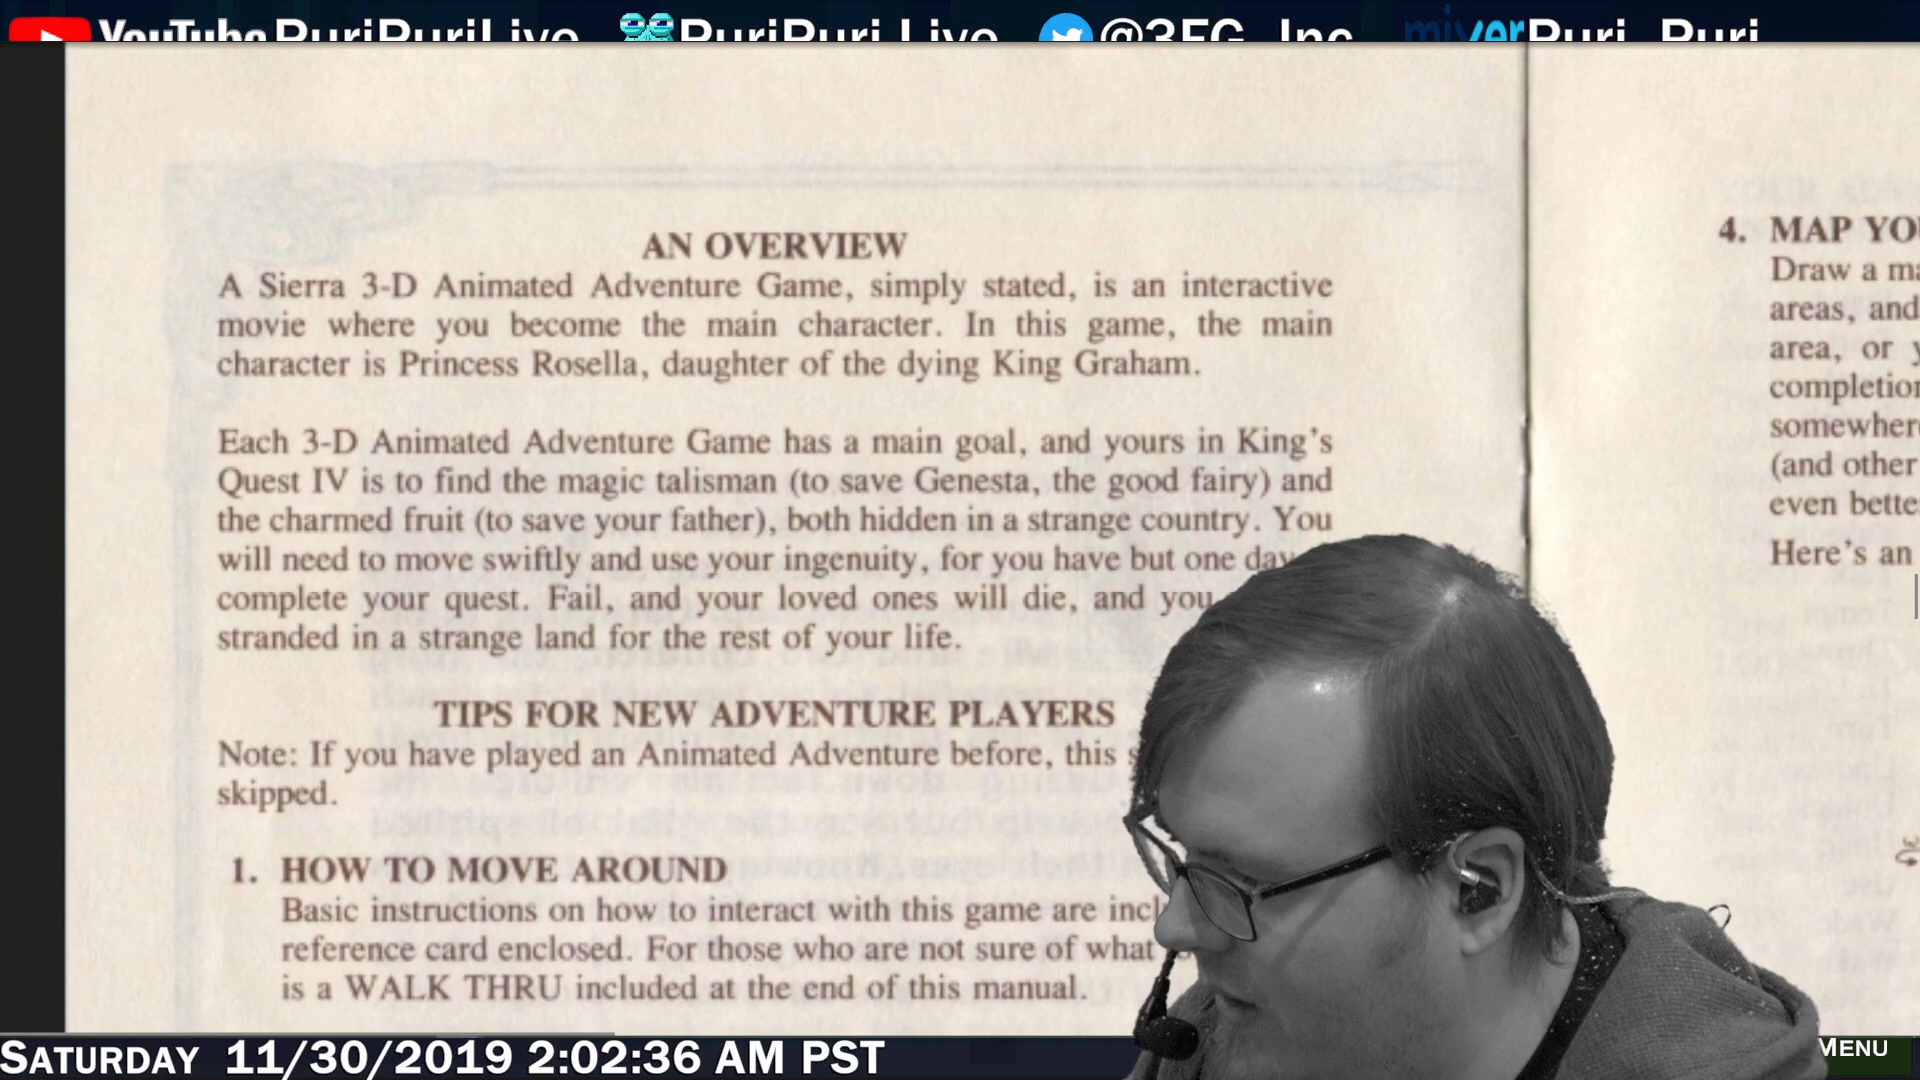 YouTube PuriPuriLive PuriPuri.Live @3FG_Inc mixer Puri_Puri
AN OVERVIEW
A Sierra 3-D Animated Adventure Game, simply stated, is an interactive
movie where you become the main character. In this game, the main
character is Princess Rosella, daughter of the dying King Graham.
Each 3-D Animated Adventure Game has a main goal, and yours in King's
Quest IV is to find the magic talisman (to save Genesta, the good fairy) and
the charmed fruit (to save your father), both hidden in a strange country. You
will need to move swiftly and use your ingenuity, for you have but one day
complete your quest. Fail, and your loved ones will die, and you
stranded in a strange land for the rest of your life.
TIPS FOR NEW ADVENTURE PLAYERS
Note: If you have played an Animated Adventure before, this
skipped.
1. HOW TO MOVE AROUND
Basic instructions on how to interact with this game are incl
reference card enclosed. For those who are not sure of what
is a WALK THRU included at the end of this manual.
4. MAP YO
Draw a ma
areas, and
area, or y
completion
somewhere
(and other
even bette
Here's an
SATURDAY 11/30/2019 2:02:36 AM PST
MENU